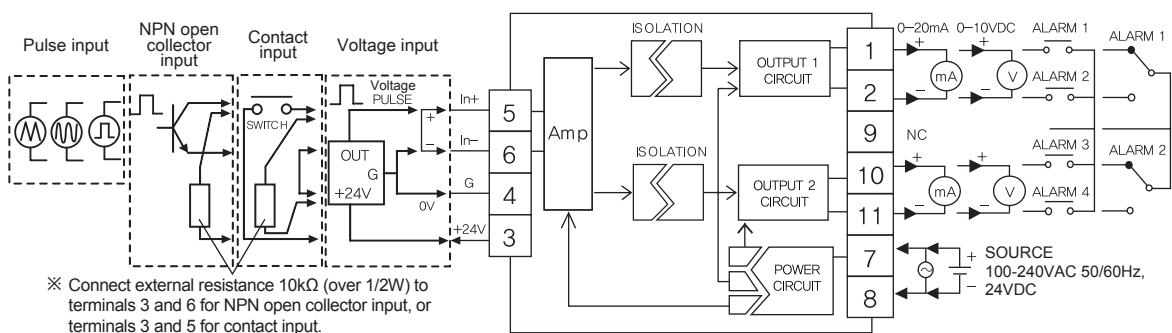 Pulse input
NPN open
collector
input
Contact
input
Voltage input
SWITCH
Voltage
PULSE
+
−
OUT
G
+24V
0V
In+
In−
G
+24V
5
6
4
3
Amp
ISOLATION
ISOLATION
OUTPUT 1
CIRCUIT
OUTPUT 2
CIRCUIT
POWER
CIRCUIT
1
2
9
10
11
7
8
0−20mA
0−10VDC
ALARM 1
ALARM 1
+
mA
−
+
V
−
ALARM 2
NC
ALARM 3
ALARM 2
+
mA
−
+
V
−
ALARM 4
+
−
SOURCE
100-240VAC 50/60Hz,
24VDC
※ Connect external resistance 10kΩ (over 1/2W) to
terminals 3 and 6 for NPN open collector input, or
terminals 3 and 5 for contact input.